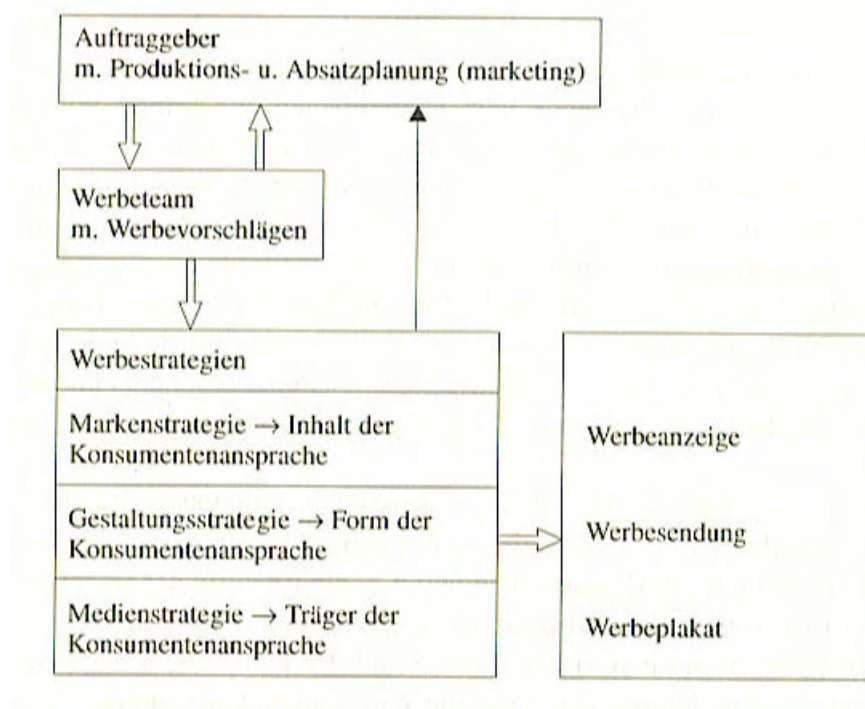 Auftraggeber
m. Produktions- u. Absatzplanung (marketing)
Werbeteam
m. Werbevorschlägen
Werbestrategien
Markenstrategie → Inhalt der
Konsumentenansprache
Gestaltungsstrategie → Form der
Konsumentenansprache
Medienstrategie → Träger der
Konsumentenansprache
Werbeanzeige
Werbesendung
Werbeplakat